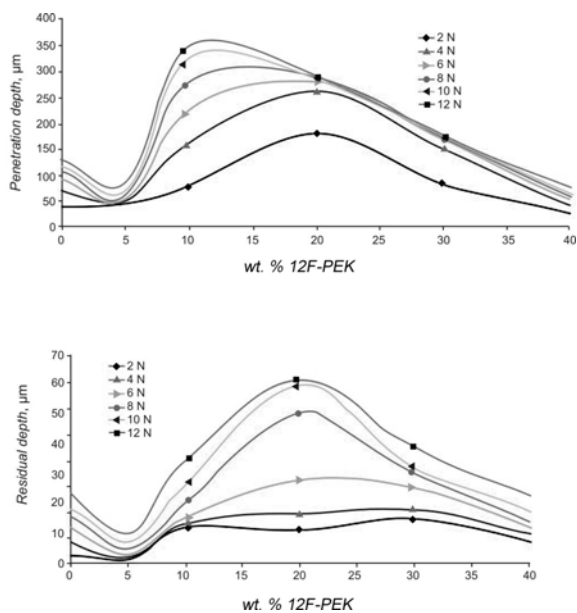 Penetration depth, μm
400
350
300
250
200
150
100
50
0
0 5 10 15 20 25 30 35 40
2 N
4 N
6 N
8 N
10 N
12 N
wt. % 12F-PEK
Residual depth, μm
70
60
50
40
30
20
10
0
0 5 10 15 20 25 30 35 40
2 N
4 N
6 N
8 N
10 N
12 N
wt. % 12F-PEK